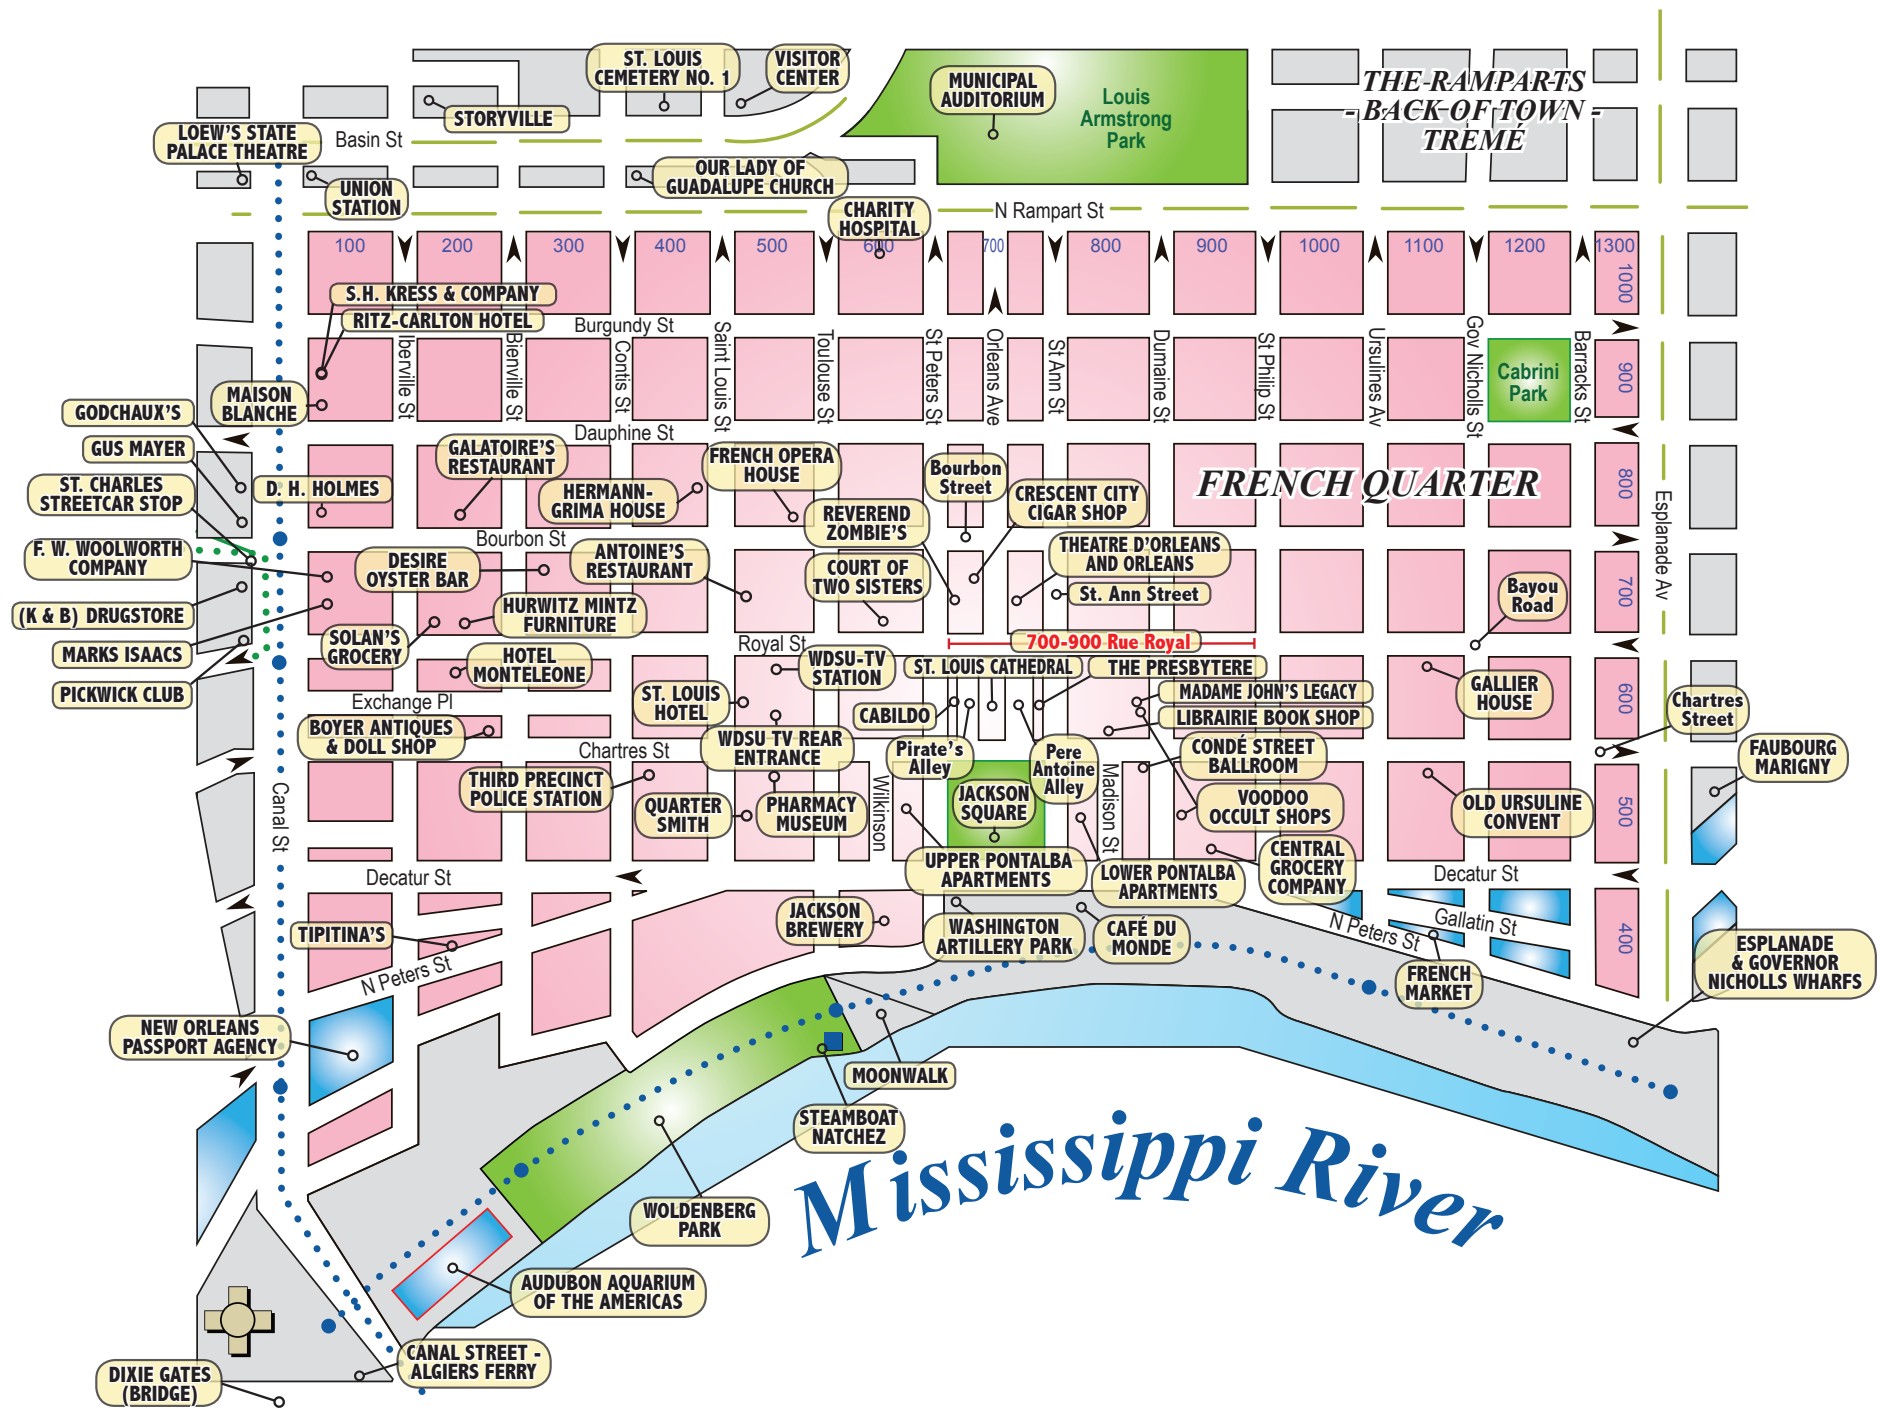 ST. LOUIS
CEMETERY NO. 1
VISITOR
CENTER
MUNICIPAL
AUDITORIUM
Louis
Armstrong
Park
THE RAMPARTS
- BACK OF TOWN -
TREMÉ
STORYVILLE
LOEW'S STATE
PALACE THEATRE
Basin St
UNION
STATION
OUR LADY OF
GUADALUPE CHURCH
CHARITY
HOSPITAL
N Rampart St
100
200
300
400
500
600
700
800
900
1000
1100
1200
1300
1000
S.H. KRESS & COMPANY
RITZ-CARLTON HOTEL
Burgundy St
Iberville St
Bienville St
Contis St
Saint Louis St
Toulouse St
St Peters St
Orleans Ave
St Ann St
Dumaine St
St Philip St
Ursulines Av
Gov Nicholls St
Barracks St
Cabrini
Park
900
MAISON
BLANCHE
GODCHAUX'S
GUS MAYER
ST. CHARLES
STREETCAR STOP
D. H. HOLMES
Dauphine St
GALATOIRE'S
RESTAURANT
HERMANN-
GRIMA HOUSE
FRENCH OPERA
HOUSE
Bourbon
Street
CRESCENT CITY
CIGAR SHOP
REVEREND
ZOMBIE'S
FRENCH QUARTER
800
Esplanade Av
F. W. WOOLWORTH
COMPANY
Bourbon St
DESIRE
OYSTER BAR
ANTOINE'S
RESTAURANT
COURT OF
TWO SISTERS
THEATRE D'ORLEANS
AND ORLEANS
St. Ann Street
Bayou
Road
700
(K & B) DRUGSTORE
HURWITZ MINTZ
FURNITURE
SOLAN'S
GROCERY
MARKS ISAACS
PICKWICK CLUB
Royal St
700-900 Rue Royal
HOTEL
MONTELEONE
WDSU-TV
STATION
ST. LOUIS CATHEDRAL
THE PRESBYTERE
MADAME JOHN'S LEGACY
LIBRAIRIE BOOK SHOP
GALLIER
HOUSE
600
Chartres
Street
Exchange Pl
ST. LOUIS
HOTEL
CABILDO
BOYER ANTIQUES
& DOLL SHOP
WDSU TV REAR
ENTRANCE
Pirate's
Alley
Pere
Antoine
Alley
CONDÉ STREET
BALLROOM
FAUBOURG
MARIGNY
Chartres St
THIRD PRECINCT
POLICE STATION
QUARTER
SMITH
PHARMACY
MUSEUM
Wilkinson
JACKSON
SQUARE
Madison St
VOODOO
OCCULT SHOPS
OLD URSULINE
CONVENT
500
Canal St
UPPER PONTALBA
APARTMENTS
LOWER PONTALBA
APARTMENTS
CENTRAL
GROCERY
COMPANY
Decatur St
Decatur St
JACKSON
BREWERY
WASHINGTON
ARTILLERY PARK
CAFÉ DU
MONDE
N Peters St
Gallatin St
400
TIPITINA'S
N Peters St
FRENCH
MARKET
ESPLANADE
& GOVERNOR
NICHOLLS WHARFS
NEW ORLEANS
PASSPORT AGENCY
MOONWALK
STEAMBOAT
NATCHEZ
Mississippi River
WOLDENBERG
PARK
AUDUBON AQUARIUM
OF THE AMERICAS
CANAL STREET -
ALGIERS FERRY
DIXIE GATES
(BRIDGE)